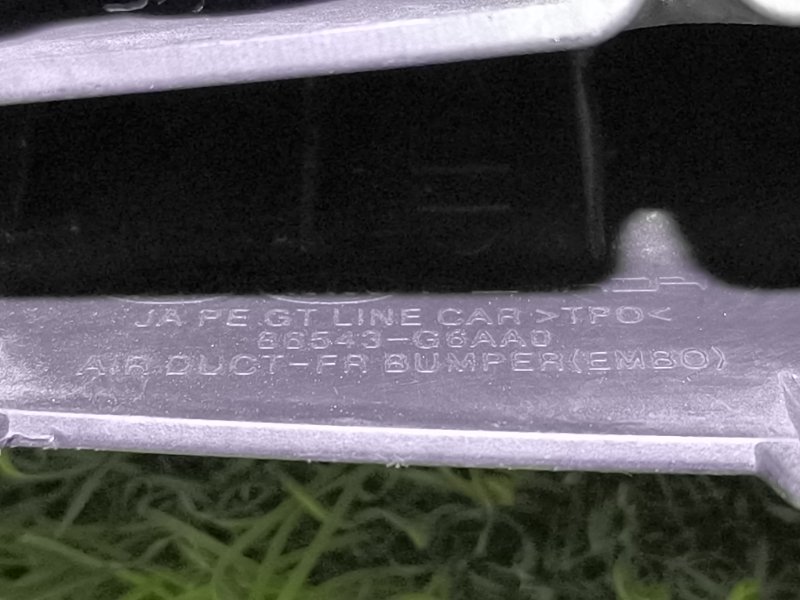 JA PE GT LINE CAR >TPO<
86543-G6AA0
AIR DUCT-FR BUMPER(EMBO)